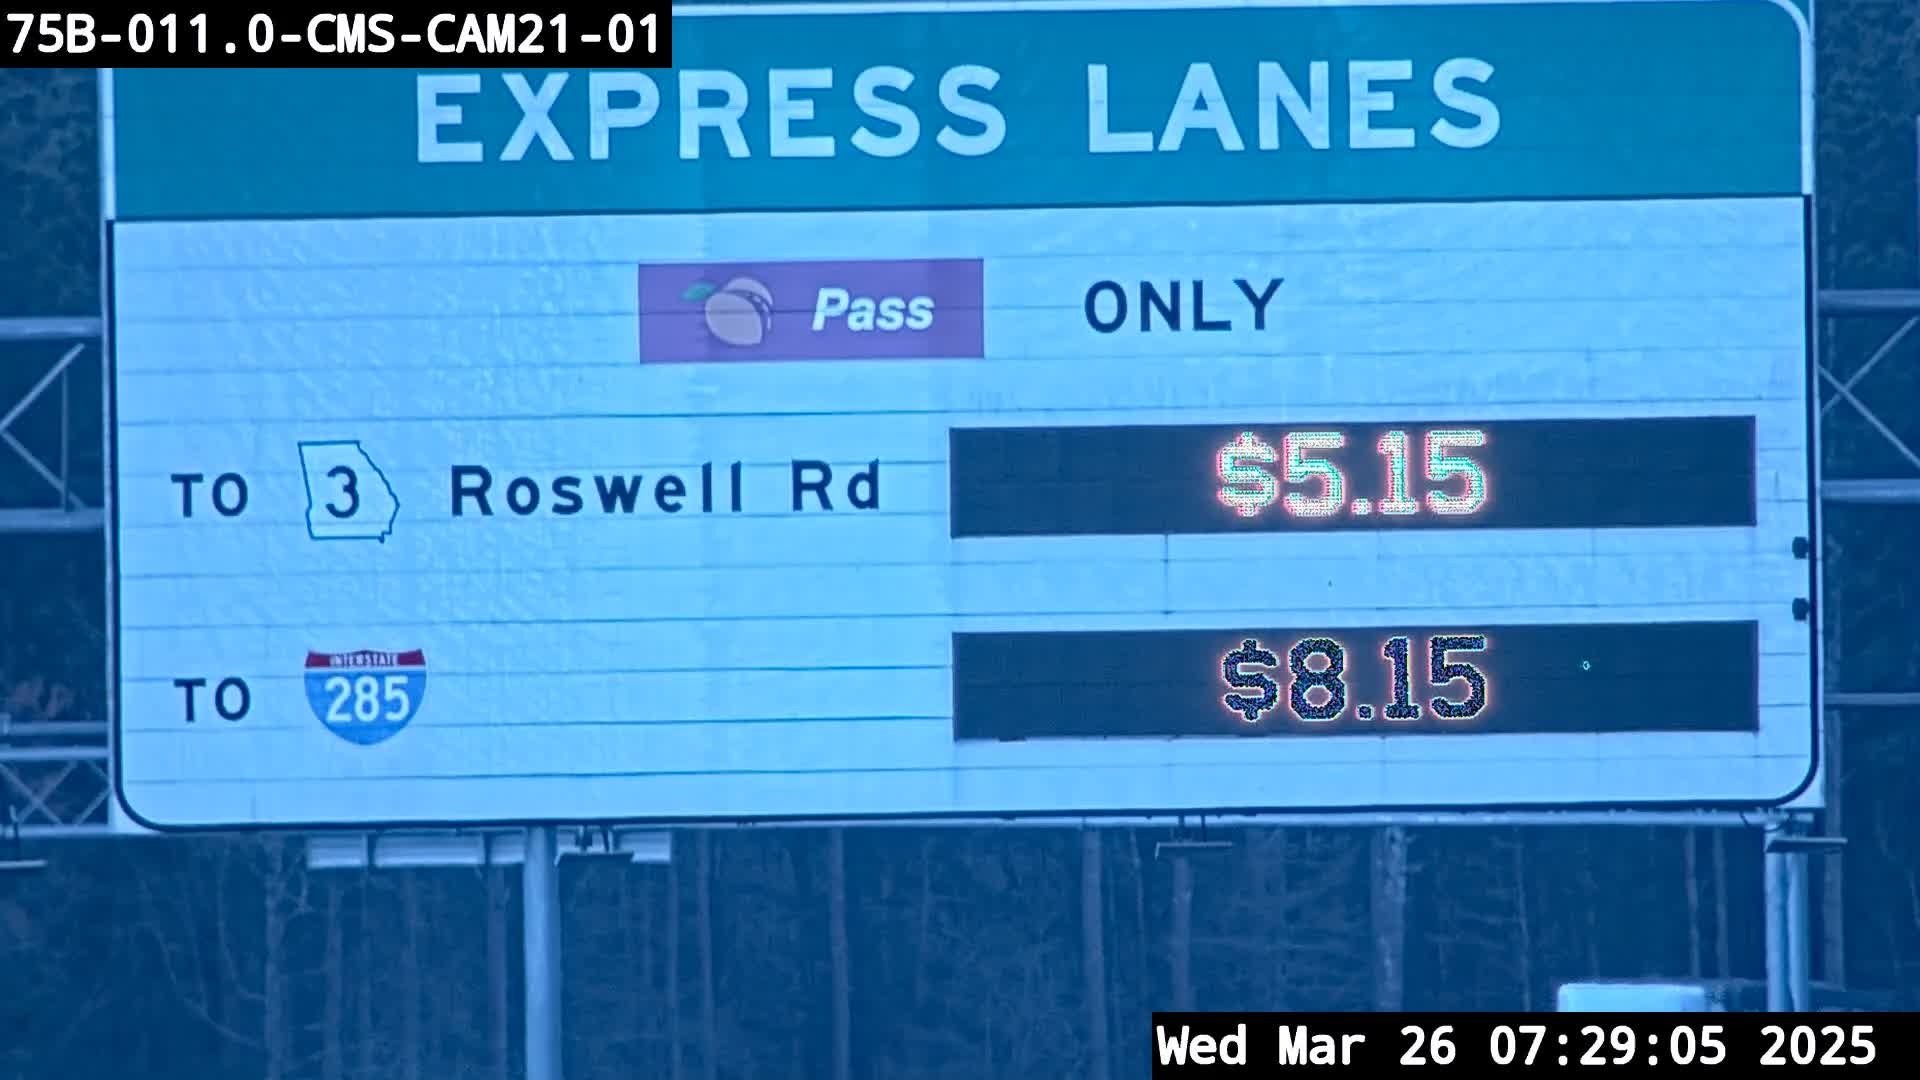 75B-011.0-CMS-CAM21-01
EXPRESS LANES
Pass ONLY
TO 3 Roswell Rd $5.15
INTERSTATE
TO 285 $8.15
Wed Mar 26 07:29:05 2025